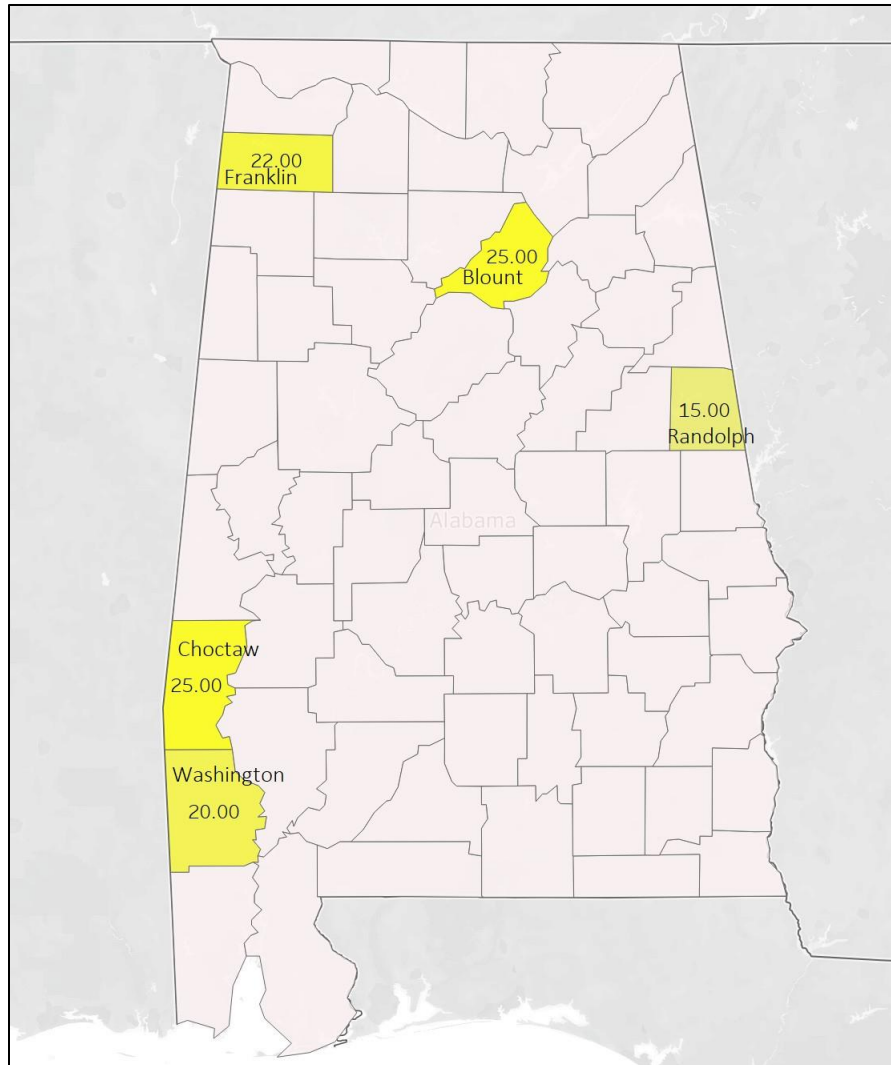 22.00
Franklin
25.00
Blount
15.00
Randolph
Alabama
Choctaw
25.00
Washington
20.00